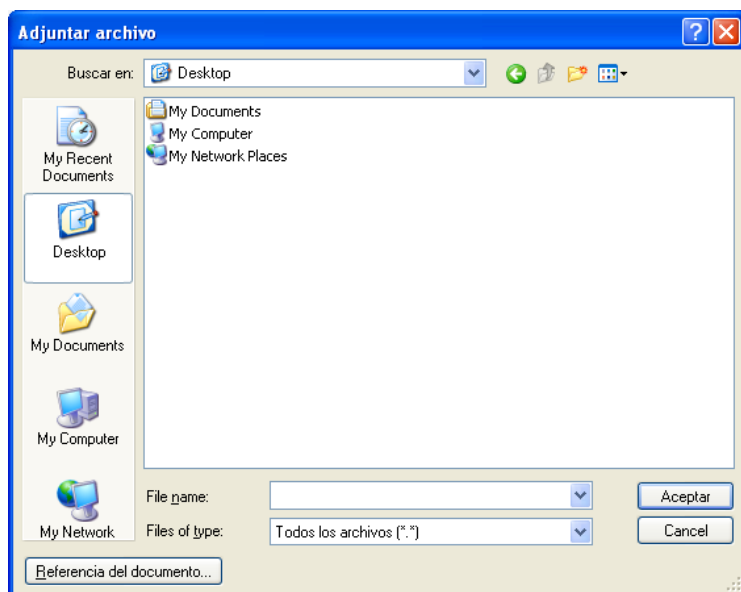 Adjuntar archivo
Buscar en:
Desktop
My Documents
My Computer
My Network Places
My Recent
Documents
Desktop
My Documents
My Computer
My Network
File name:
Aceptar
Files of type:
Todos los archivos (*.*)
Cancel
Referencia del documento...